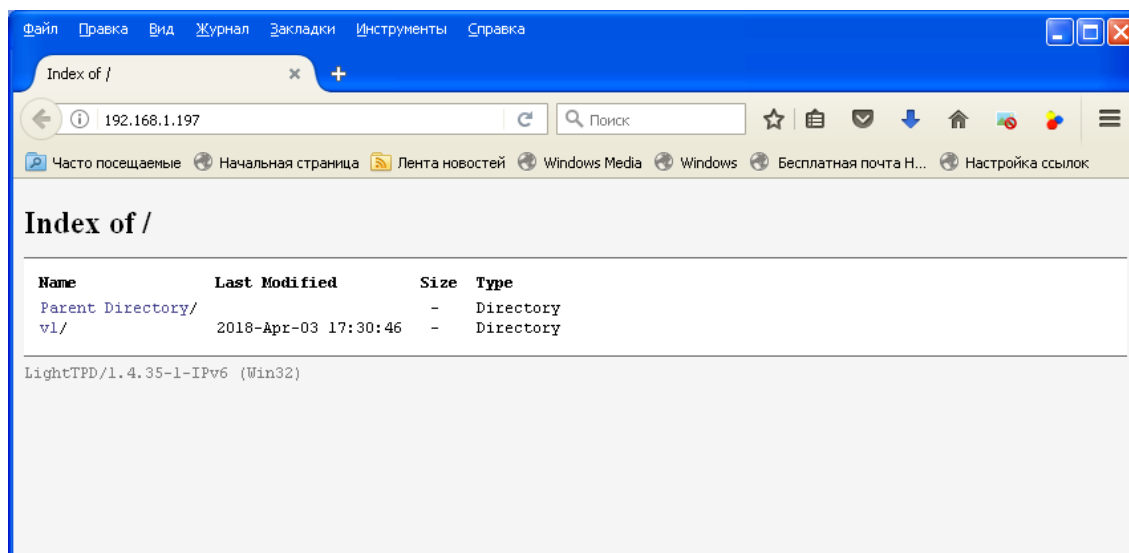 Файл Правка Вид Журнал Закладки Инструменты Справка
Index of /
192.168.1.197 Поиск
Часто посещаемые Начальная страница Лента новостей Windows Media Windows Бесплатная почта Н... Настройка ссылок
Index of /
Name Last Modified Size Type
Parent Directory/ - Directory
v1/ 2018-Apr-03 17:30:46 - Directory
LightTPD/1.4.35-1-IPv6 (Win32)